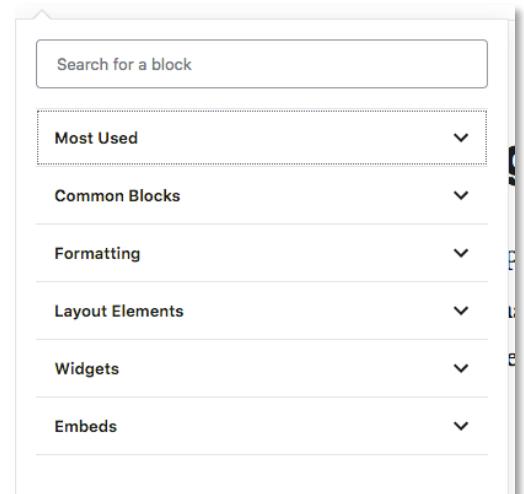 Search for a block
Most Used
Common Blocks
Formatting
Layout Elements
Widgets
Embeds